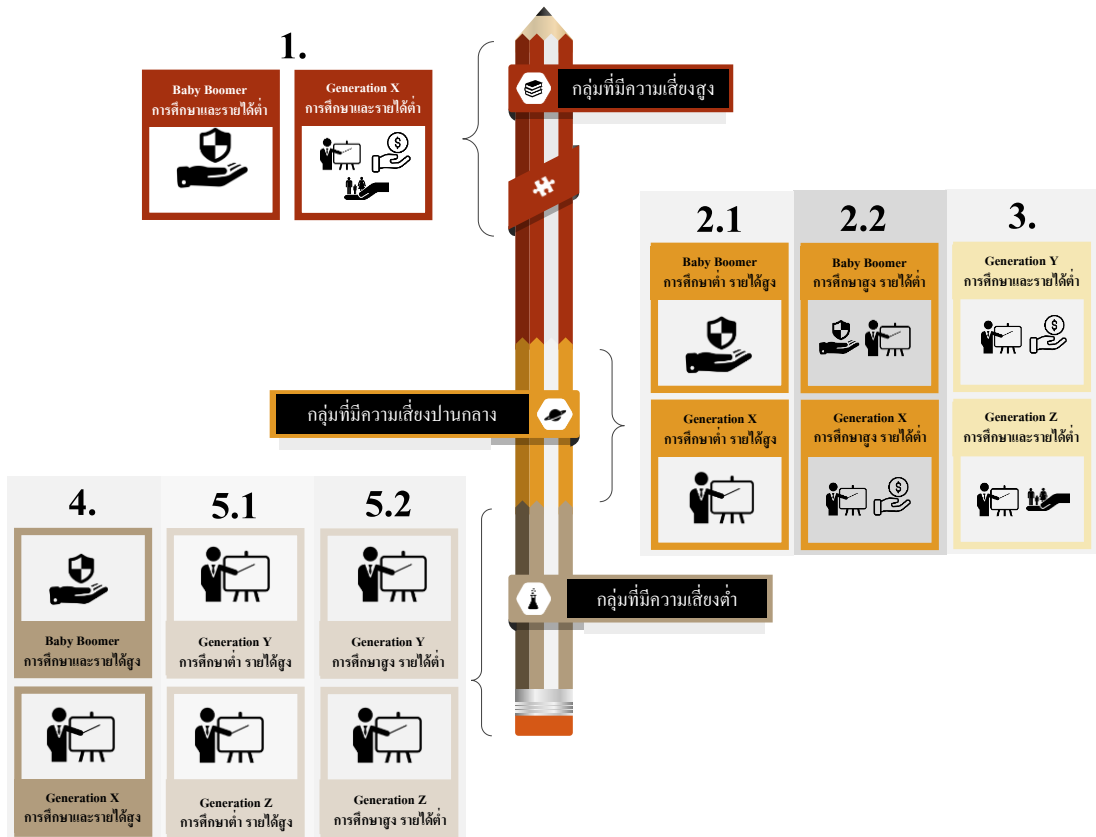 1.
Baby Boomer
การศึกษาและรายได้ต่ำ
Generation X
การศึกษาและรายได้ต่ำ
กลุ่มที่มีความเสี่ยงสูง
2.1
Baby Boomer
การศึกษาต่ำ รายได้สูง
Generation X
การศึกษาต่ำ รายได้สูง
2.2
Baby Boomer
การศึกษาสูง รายได้ต่ำ
Generation X
การศึกษาสูง รายได้ต่ำ
3.
Generation Y
การศึกษาและรายได้ต่ำ
Generation Z
การศึกษาและรายได้ต่ำ
กลุ่มที่มีความเสี่ยงปานกลาง
4.
Baby Boomer
การศึกษาและรายได้สูง
Generation X
การศึกษาและรายได้สูง
5.1
Generation Y
การศึกษาต่ำ รายได้สูง
Generation Z
การศึกษาต่ำ รายได้สูง
5.2
Generation Y
การศึกษาสูง รายได้ต่ำ
Generation Z
การศึกษาสูง รายได้ต่ำ
กลุ่มที่มีความเสี่ยงต่ำ